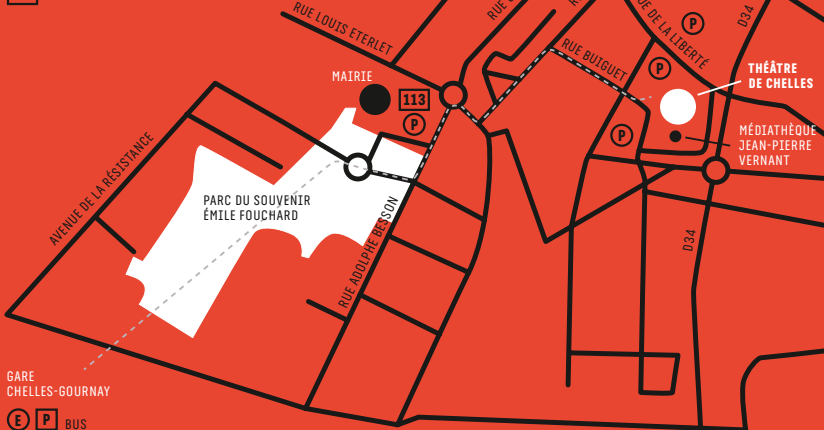 RUE LOUIS ETERLET
RUE
D34
DE LA LIBERTÉ
P
RUE BUIGUET
P
THÉÂTRE
DE CHELLES
MAIRIE
113
P
P
MÉDIATHÈQUE
JEAN-PIERRE
VERNANT
AVENUE DE LA RÉSISTANCE
PARC DU SOUVENIR
ÉMILE FOUCHARD
RUE ADOLPHE BESSON
D34
GARE
CHELLES-GOURNAY
E P BUS